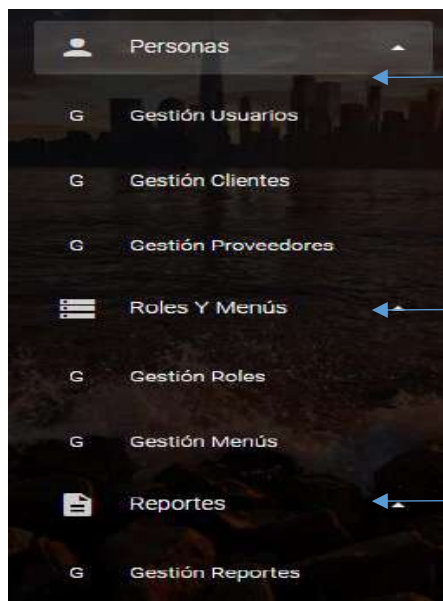 Personas
G Gestión Usuarios
G Gestión Clientes
G Gestión Proveedores
Roles Y Menús
G Gestión Roles
G Gestión Menús
Reportes
G Gestión Reportes